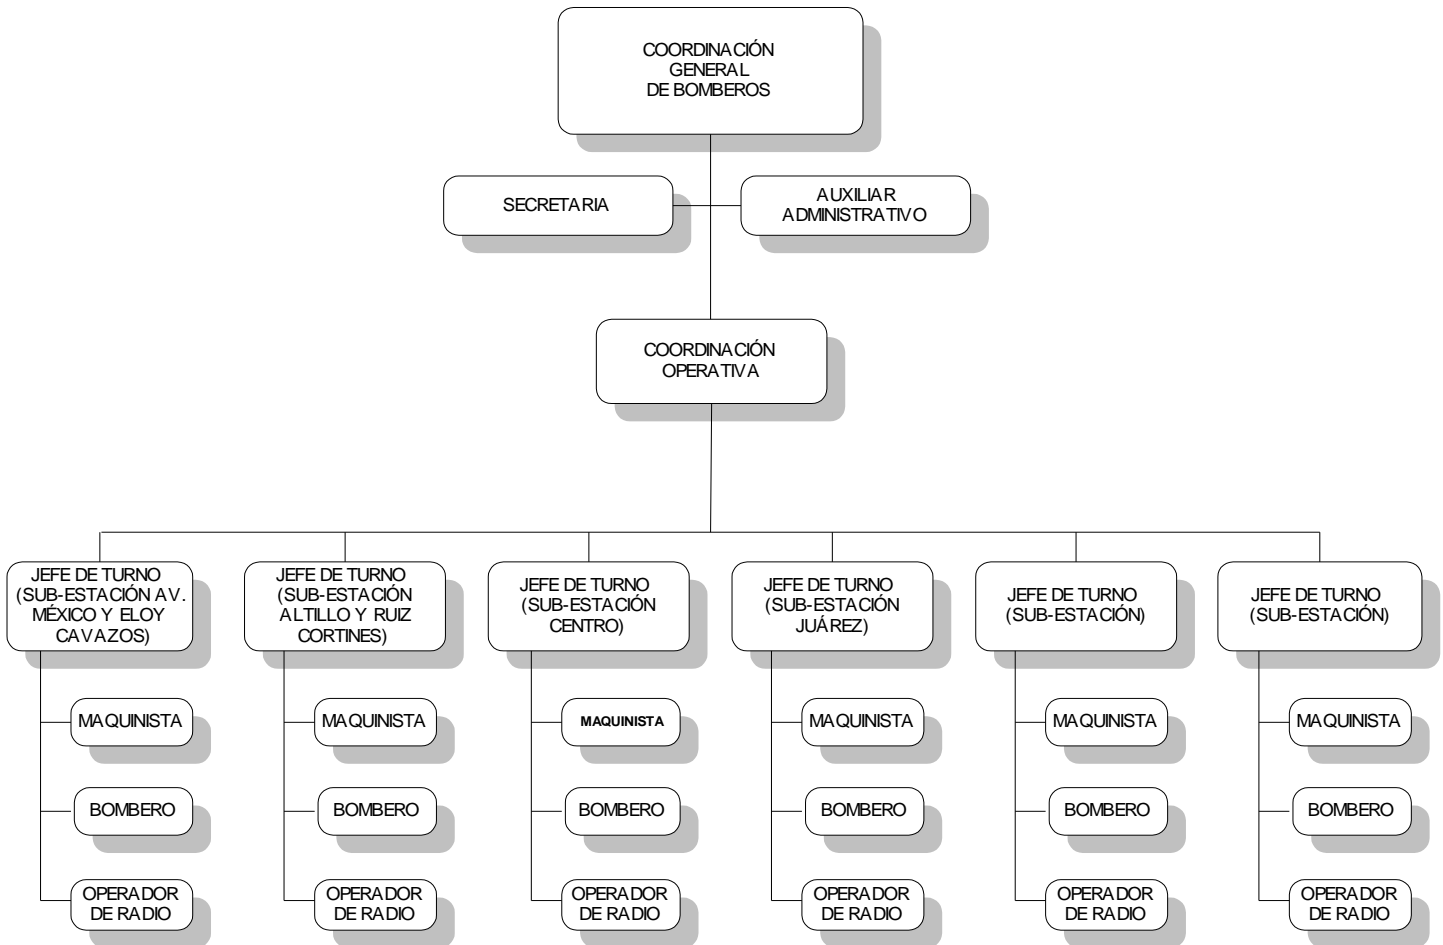 COORDINACIÓN
GENERAL
DE BOMBEROS
SECRETARIA
AUXILIAR
ADMINISTRATIVO
COORDINACIÓN
OPERATIVA
JEFE DE TURNO
(SUB-ESTACIÓN AV.
MÉXICO Y ELOY
CAVAZOS)
JEFE DE TURNO
(SUB-ESTACIÓN
ALTILLO Y RUIZ
CORTINES)
JEFE DE TURNO
(SUB-ESTACIÓN
CENTRO)
JEFE DE TURNO
(SUB-ESTACIÓN
JUÁREZ)
JEFE DE TURNO
(SUB-ESTACIÓN)
JEFE DE TURNO
(SUB-ESTACIÓN)
MAQUINISTA
MAQUINISTA
MAQUINISTA
MAQUINISTA
MAQUINISTA
MAQUINISTA
BOMBERO
BOMBERO
BOMBERO
BOMBERO
BOMBERO
BOMBERO
OPERADOR
DE RADIO
OPERADOR
DE RADIO
OPERADOR
DE RADIO
OPERADOR
DE RADIO
OPERADOR
DE RADIO
OPERADOR
DE RADIO